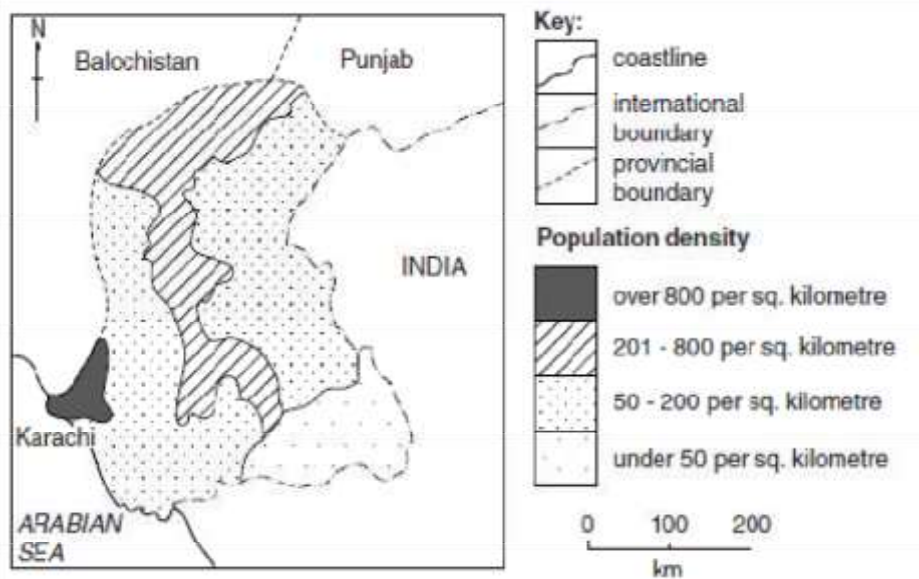 N
Balochistan
Punjab
INDIA
Karachi
ARABIAN
SEA
Key:
coastline
international
boundary
provincial
boundary
Population density
over 800 per sq. kilometre
201 - 800 per sq. kilometre
50 - 200 per sq. kilometre
under 50 per sq. kilometre
0 100 200
km